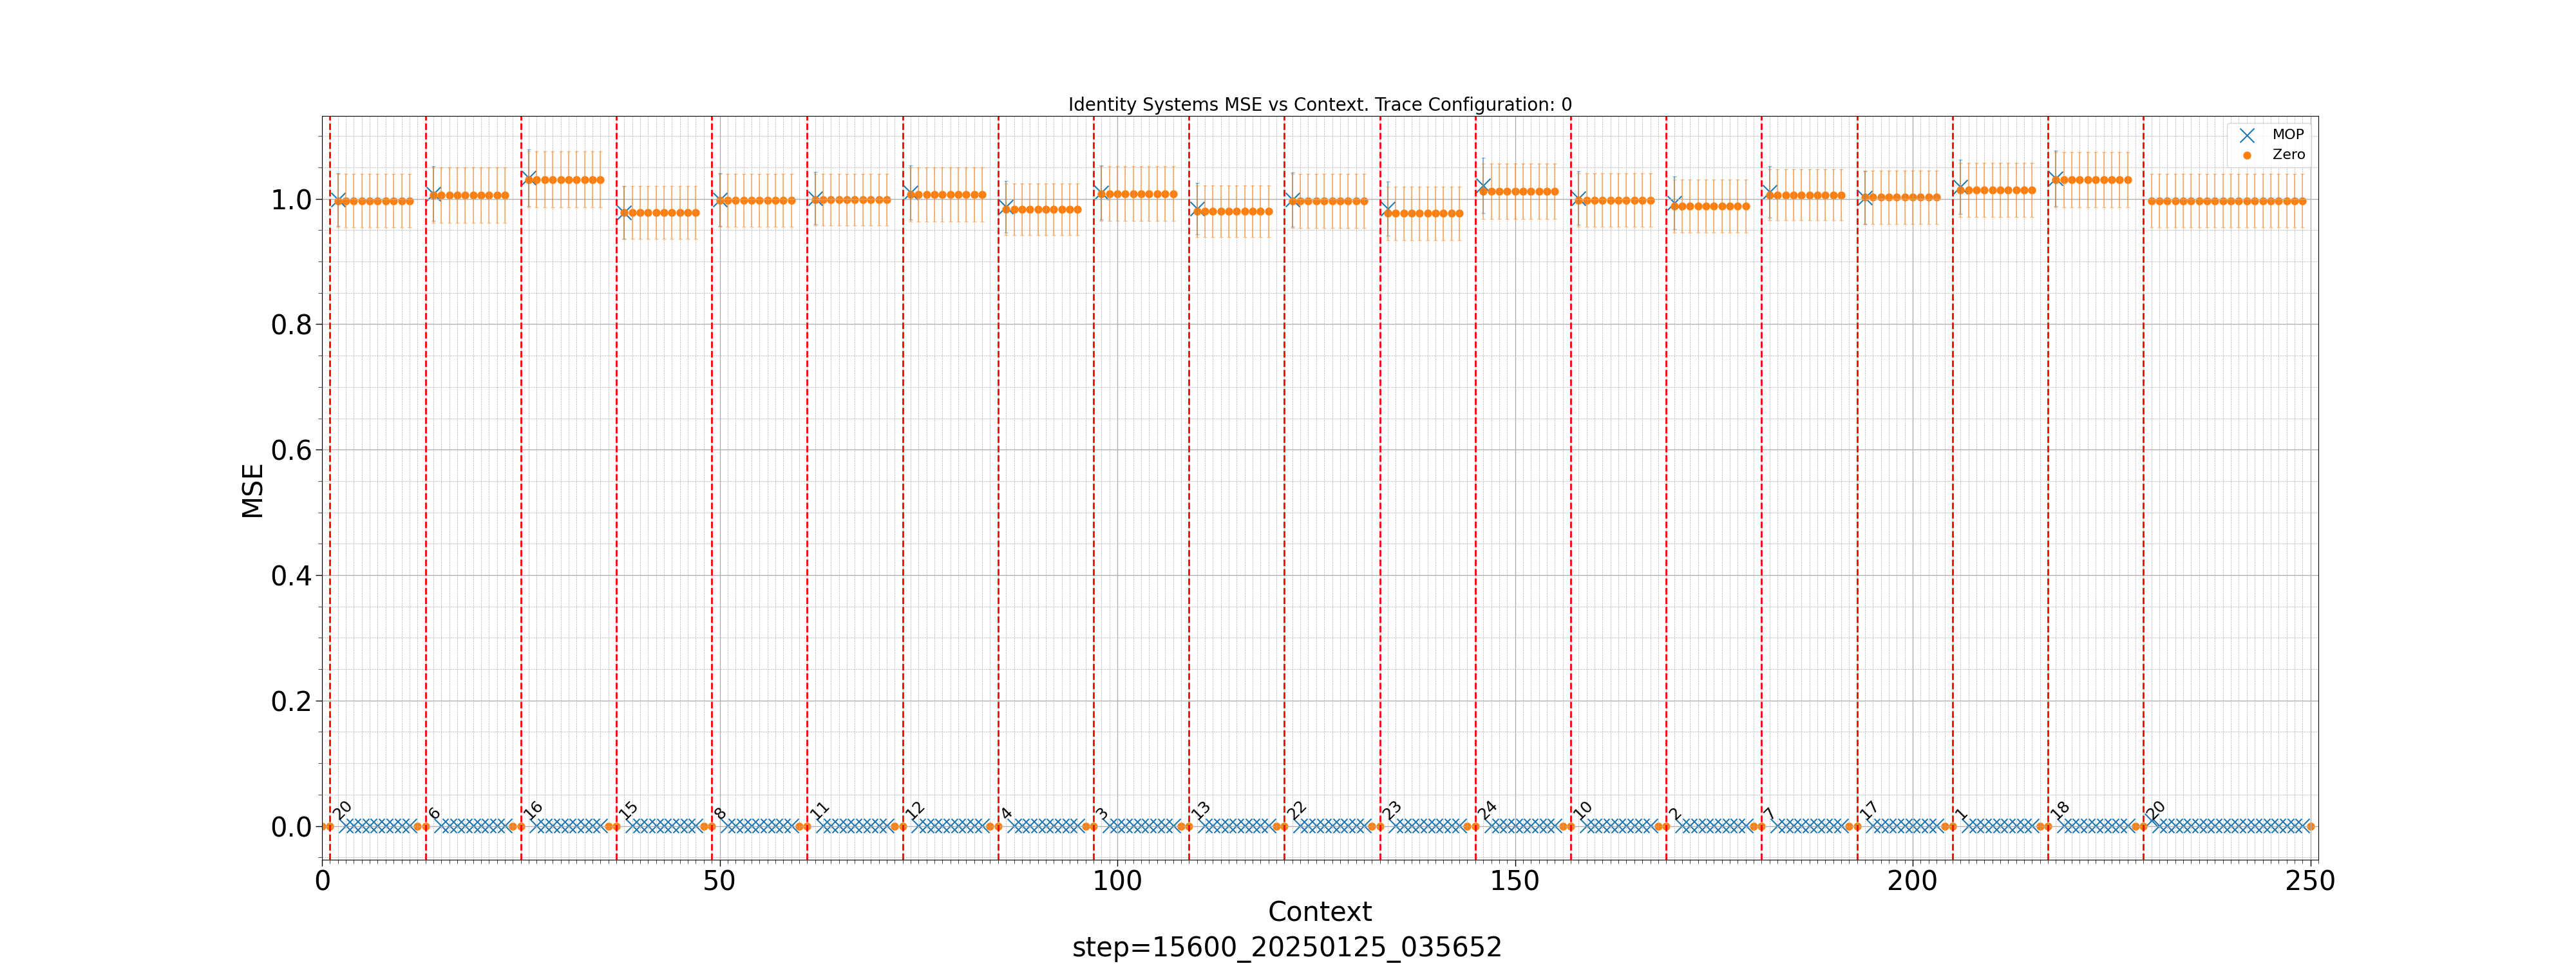 Identity Systems MSE vs Context. Trace Configuration: 0
MOP
Zero
1.0
0.8
0.6
0.4
0.2
0.0
MSE
20 6 16 15 8 11 12 4 3 13 22 23 24 10 2 7 17 1 18 20
0 50 100 150 200 250
Context
step=15600_20250125_035652